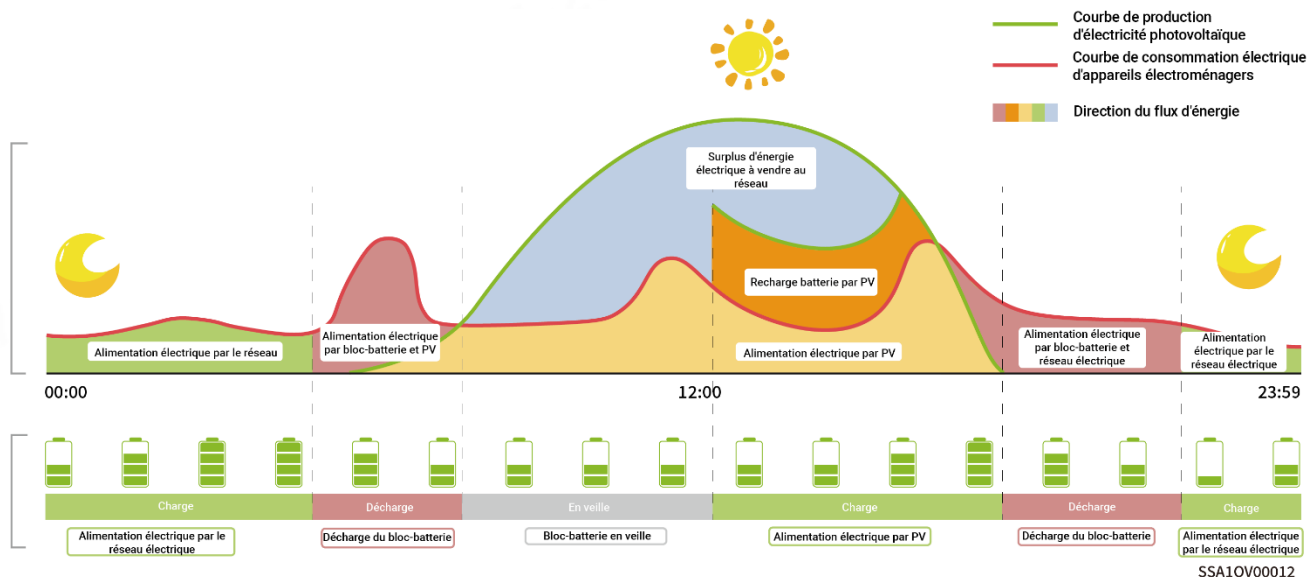 Courbe de production
d'électricité photovoltaïque
Courbe de consommation électrique
d'appareils électroménagers
Direction du flux d'énergie
Surplus d'énergie
électrique à vendre au
réseau
Recharge batterie par PV
Alimentation électrique par le réseau
Alimentation électrique
par bloc-batterie et PV
Alimentation électrique par PV
Alimentation électrique
par bloc-batterie et
réseau électrique
Alimentation
électrique par le
réseau électrique
00:00
12:00
23:59
Charge
Décharge
En veille
Charge
Décharge
Charge
Alimentation électrique par le
réseau électrique
Décharge du bloc-batterie
Bloc-batterie en veille
Alimentation électrique par PV
Décharge du bloc-batterie
Alimentation électrique
par le réseau électrique
SSA1OV00012